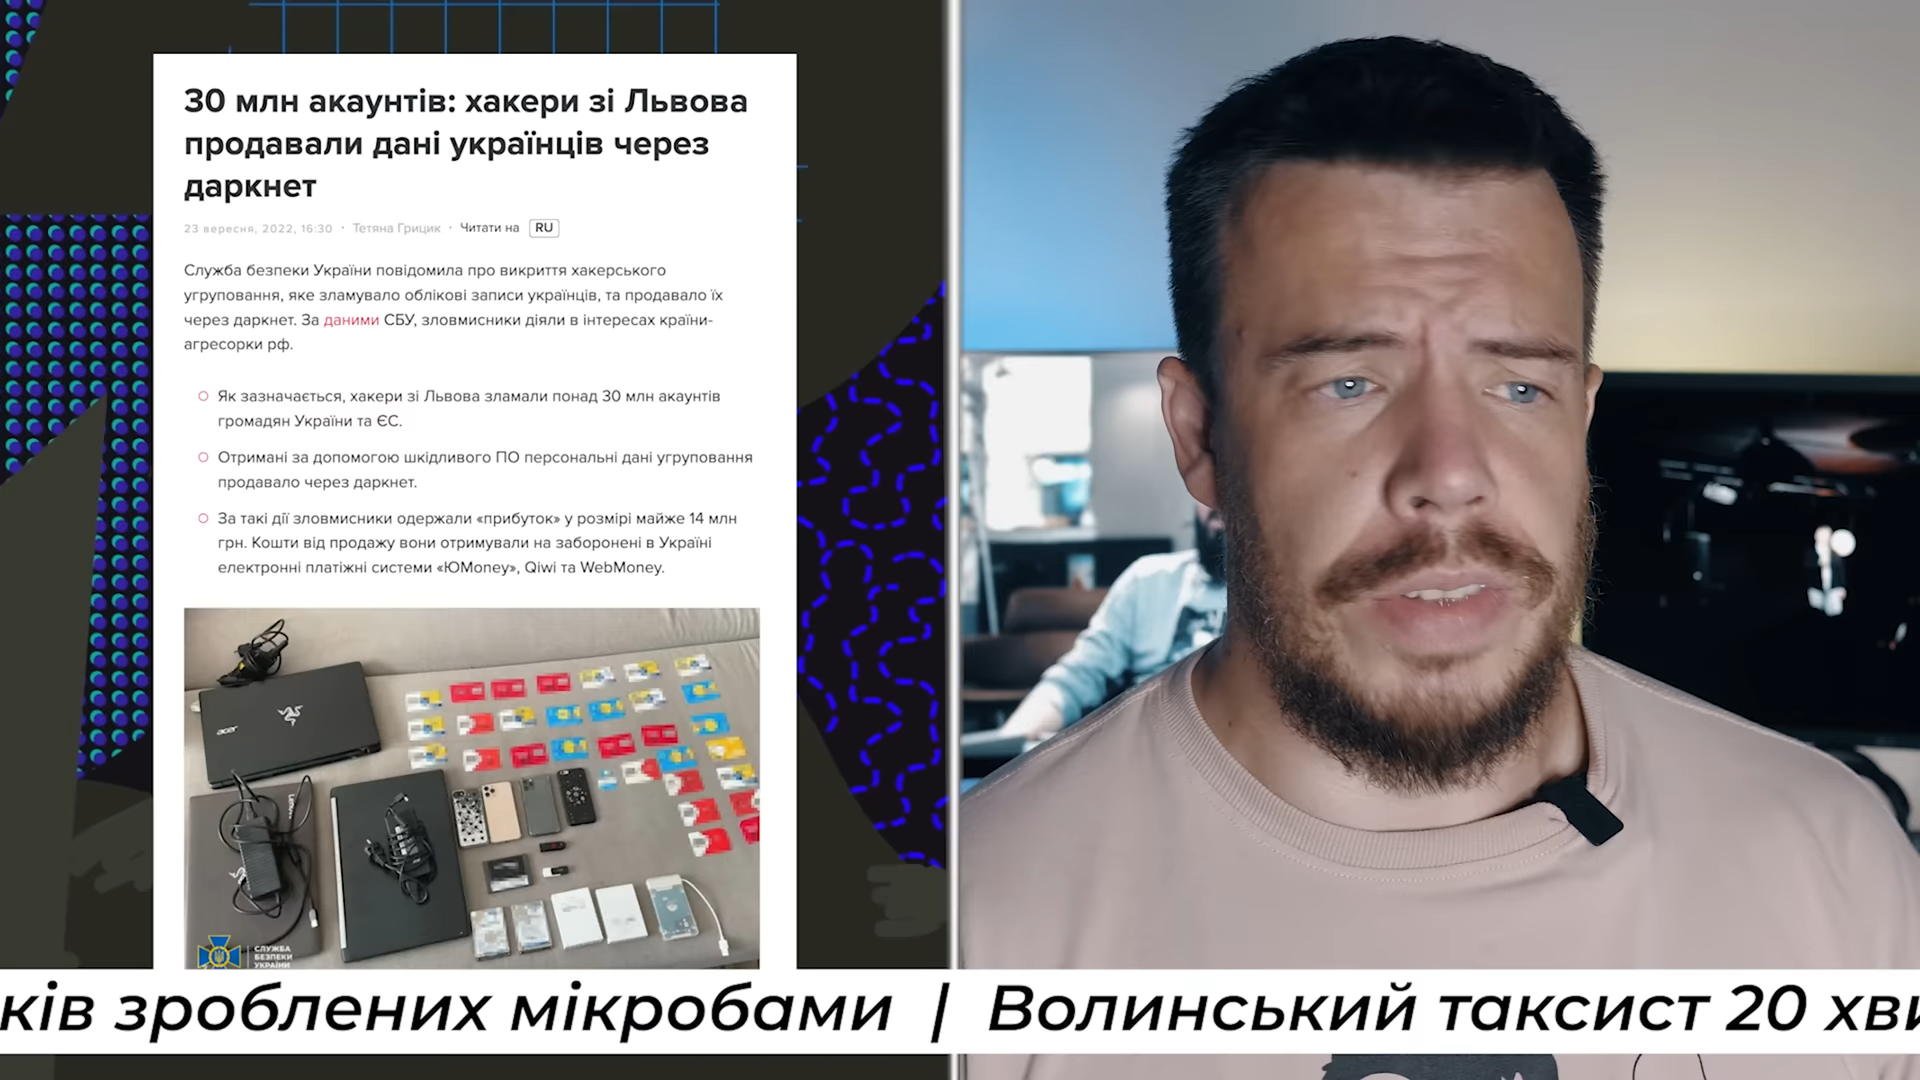 30 млн акаунтів: хакери зі Львова
продавали дані українців через
даркнет
23 вересня, 2022, 16:30 · Тетяна Грицик · Читати на RU
Служба безпеки України повідомила про викриття хакерського
угруповання, яке зламувало облікові записи українців, та продавало їх
через даркнет. За даними СБУ, зловмисники діяли в інтересах країни-
агресорки рф.
Як зазначається, хакери зі Львова зламали понад 30 млн акаунтів
громадян України та ЄС.
Отримані за допомогою шкідливого ПО персональні дані угруповання
продавало через даркнет.
За такі дії зловмисники одержали «прибуток» у розмірі майже 14 млн
грн. Кошти від продажу вони отримували на заборонені в Україні
електронні платіжні системи «ЮMoney», Qiwi та WebMoney.
acer
Lenovo
СЛУЖБА
БЕЗПЕКИ
УКРАЇНИ
ків зроблених мікробами | Волинський таксист 20 хви